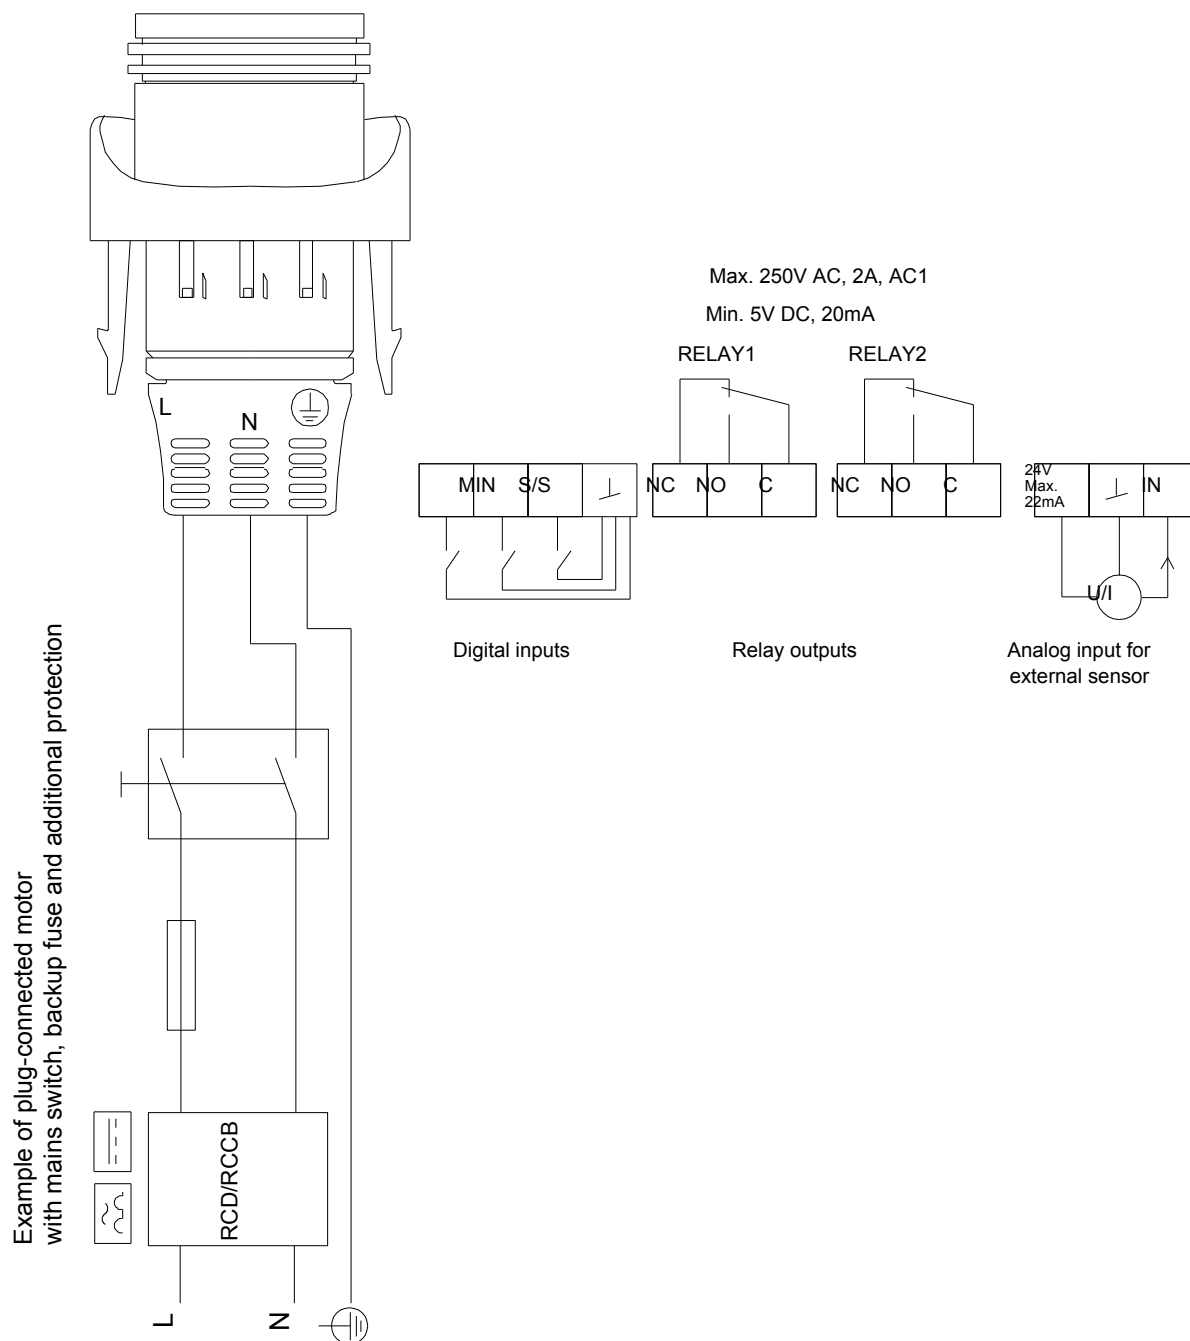 Max. 250V AC, 2A, AC1
Min. 5V DC, 20mA
RELAY1 RELAY2
L
N
MIN S/S NC NO C NC NO C
24V
Max.
22mA
IN
U/I
Digital inputs
Relay outputs
Analog input for
external sensor
Example of plug-connected motor
with mains switch, backup fuse and additional protection
RCD/RCCB
L
N